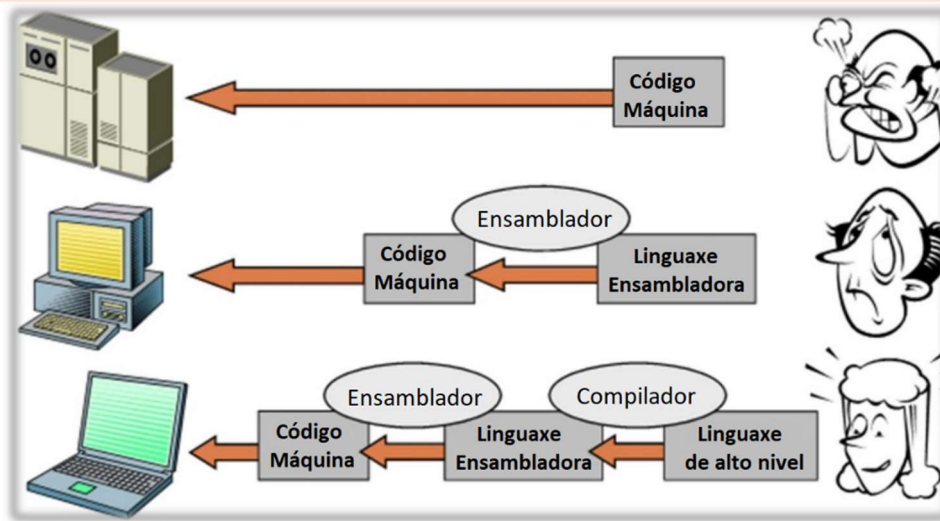 Código
Máquina
Ensamblador
Código
Máquina
Linguaxe
Ensambladora
Ensamblador
Compilador
Código
Máquina
Linguaxe
Ensambladora
Linguaxe
de alto nivel